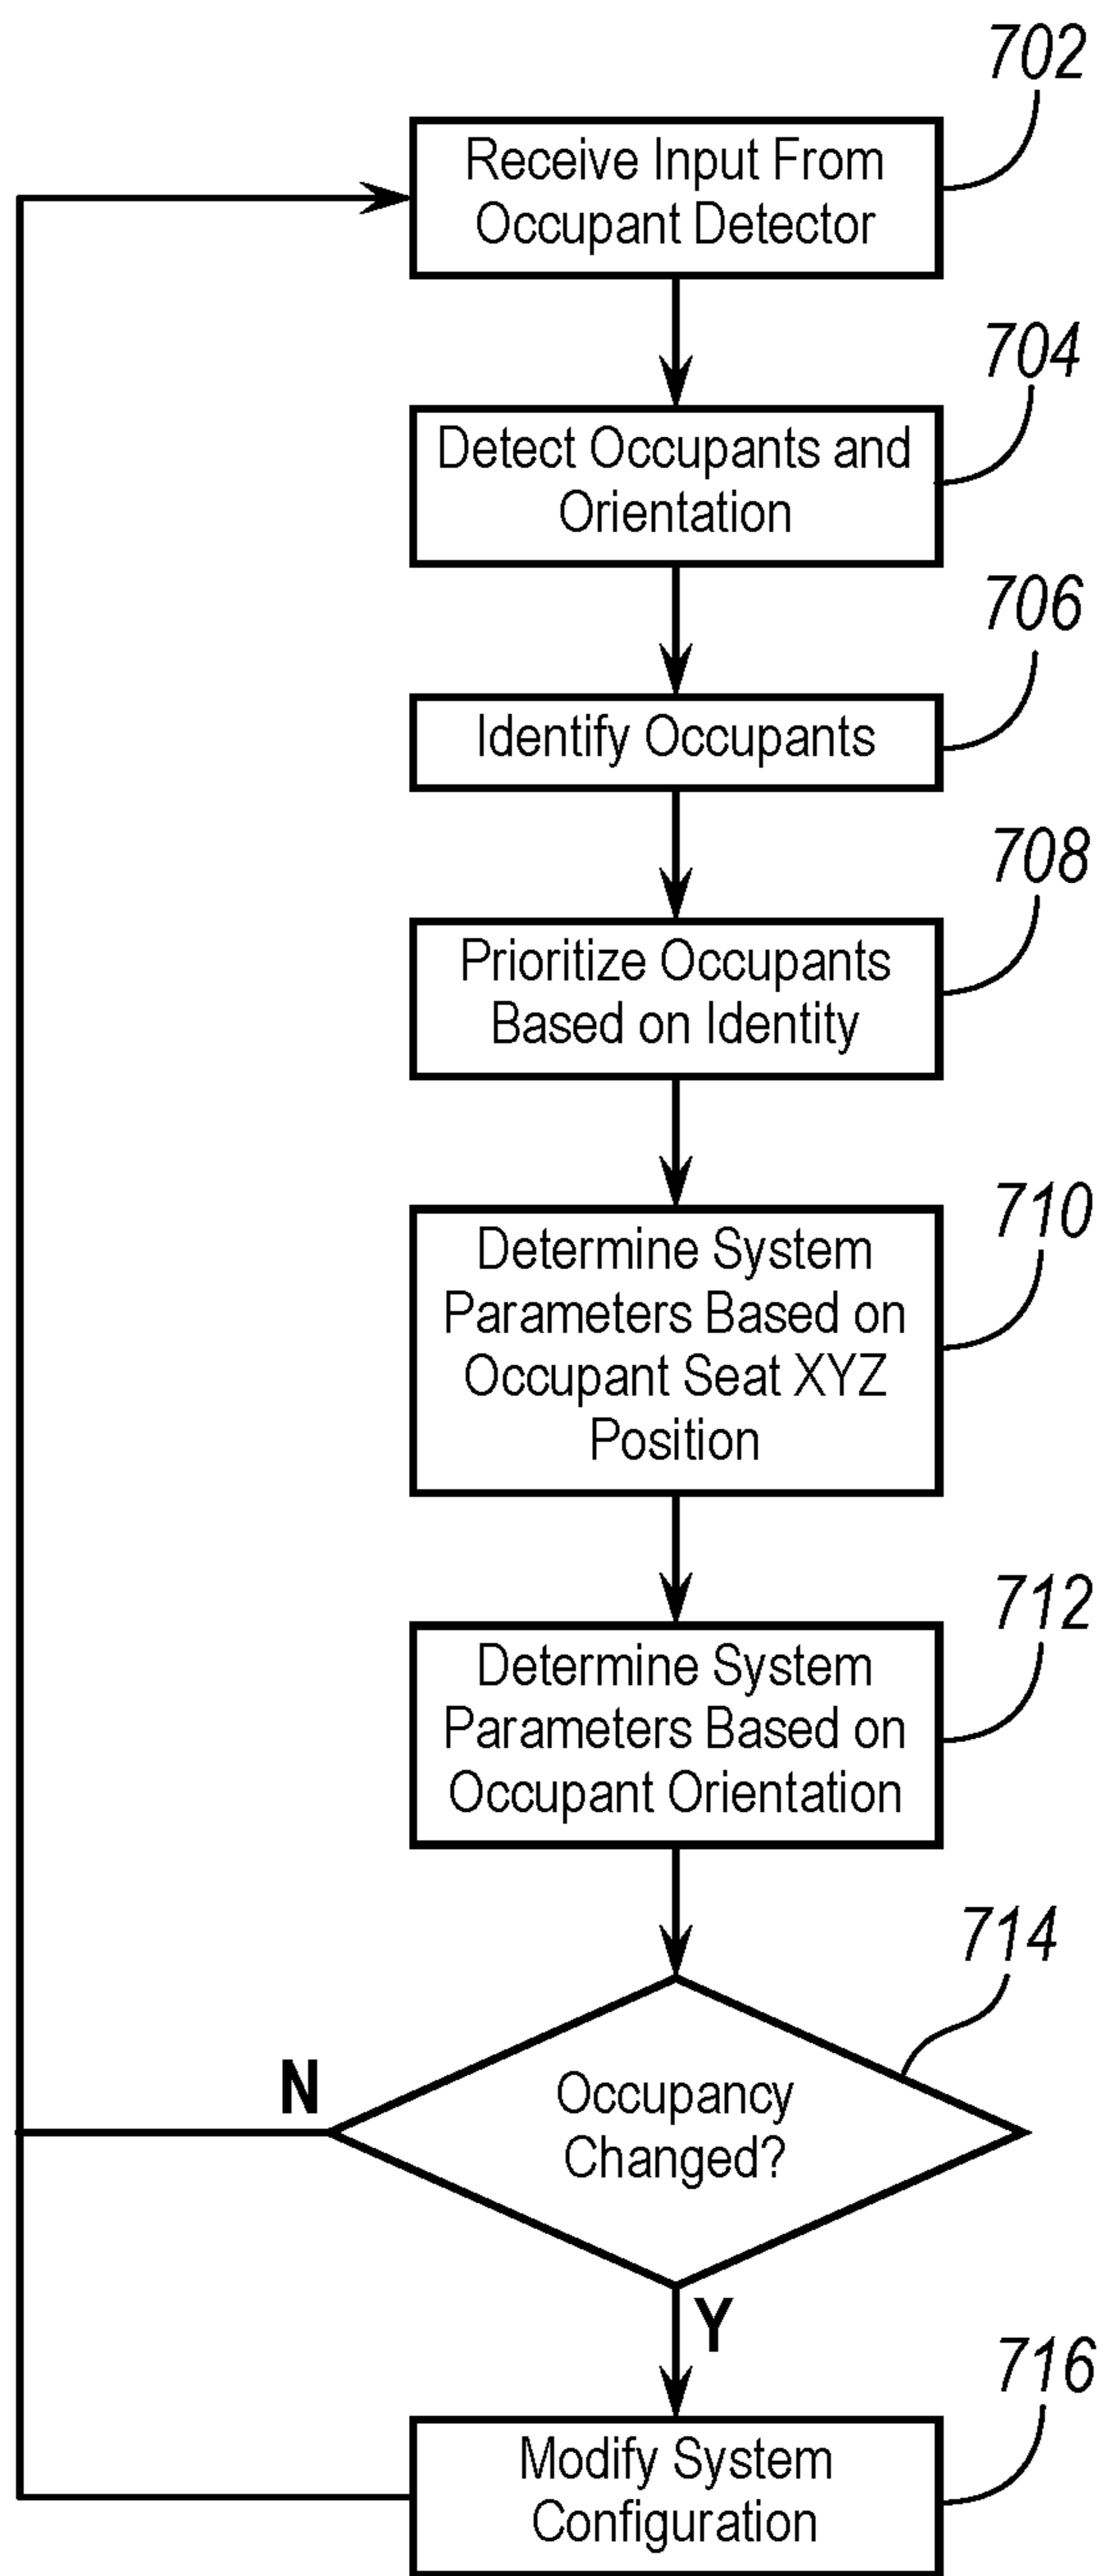 702
Receive Input From
Occupant Detector
704
Detect Occupants and
Orientation
706
Identify Occupants
708
Prioritize Occupants
Based on Identity
710
Determine System
Parameters Based on
Occupant Seat XYZ
Position
712
Determine System
Parameters Based on
Occupant Orientation
714
N
Occupancy
Changed?
Y
716
Modify System
Configuration